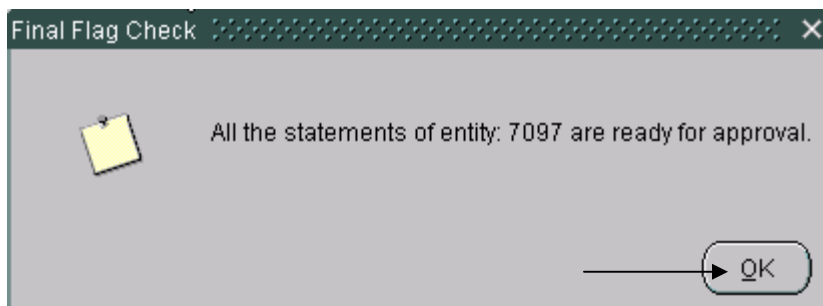 Final Flag Check
All the statements of entity: 7097 are ready for approval.
OK